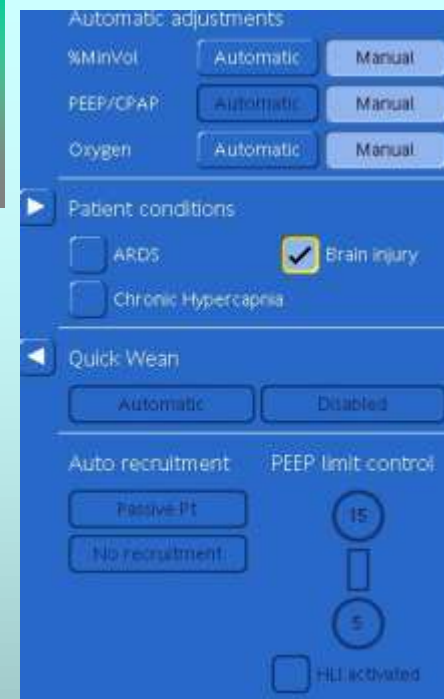 Automatic adjustments
%MinVol Automatic Manual
PEEP/CPAP Automatic Manual
Oxygen Automatic Manual
Patient conditions
ARDS Brain injury
Chronic Hypercapnia
Quick Wean
Automatic Disabled
Auto recruitment PEEP limit control
Passive Pt 15
No recruitment
5
HLI activated